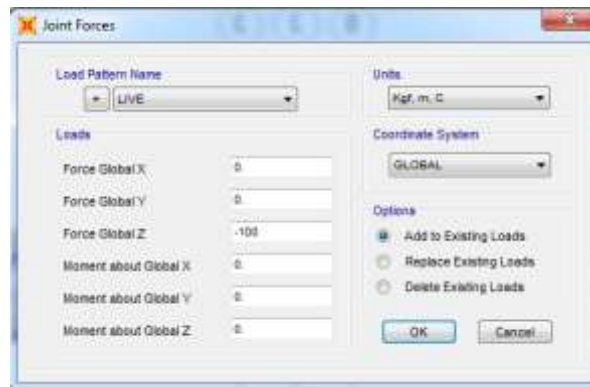 Joint Forces
Load Pattern Name
+ LIVE
Units
Kgf, m, C
Loads
Force Global X 0.
Force Global Y 0.
Force Global Z -100
Moment about Global X 0.
Moment about Global Y 0.
Moment about Global Z 0.
Coordinate System
GLOBAL
Options
Add to Existing Loads
Replace Existing Loads
Delete Existing Loads
OK Cancel